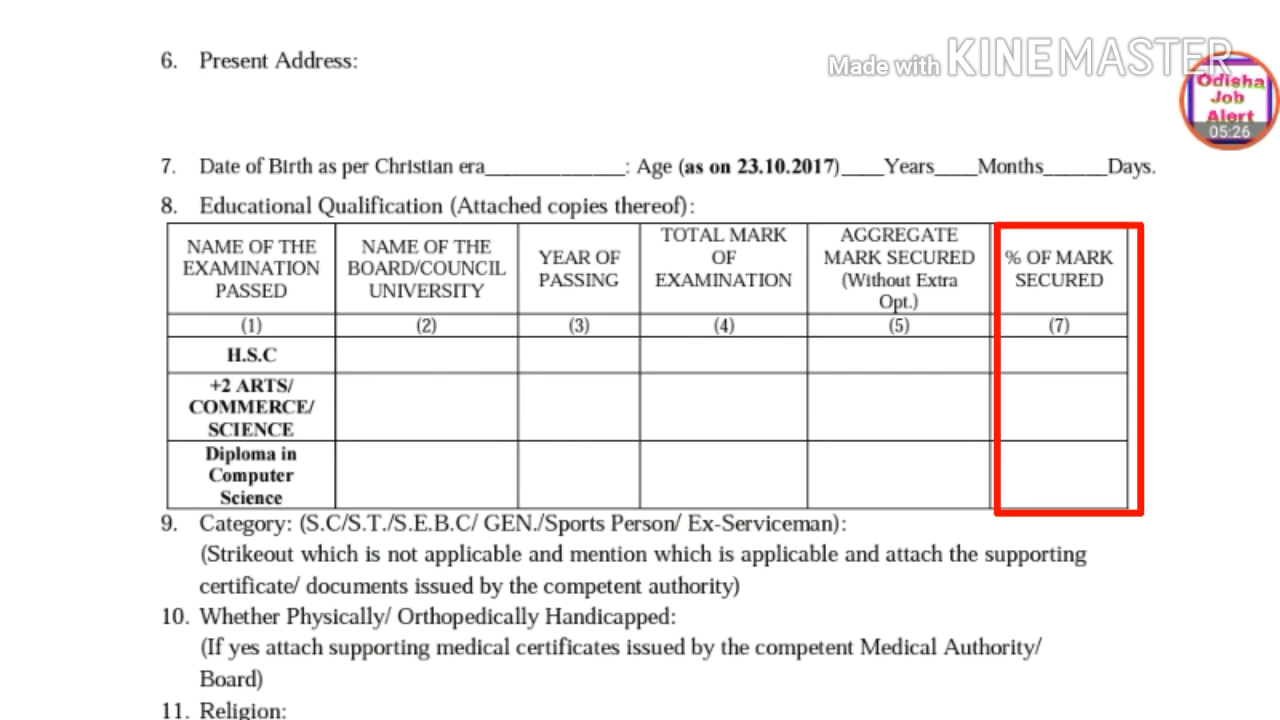 Made with KINEMASTER
Odisha
Job
Alert
05:26
6. Present Address:
7. Date of Birth as per Christian era_____________: Age (as on 23.10.2017)____Years____Months______Days.
8. Educational Qualification (Attached copies thereof):
NAME OF THE EXAMINATION PASSED
NAME OF THE BOARD/COUNCIL UNIVERSITY
YEAR OF PASSING
TOTAL MARK OF EXAMINATION
AGGREGATE MARK SECURED (Without Extra Opt.)
% OF MARK SECURED
(1) (2) (3) (4) (5) (7)
H.S.C
+2 ARTS/
COMMERCE/
SCIENCE
Diploma in
Computer
Science
9. Category: (S.C/S.T./S.E.B.C/ GEN./Sports Person/ Ex-Serviceman):
(Strikeout which is not applicable and mention which is applicable and attach the supporting
certificate/ documents issued by the competent authority)
10. Whether Physically/ Orthopedically Handicapped:
(If yes attach supporting medical certificates issued by the competent Medical Authority/
Board)
11. Religion: